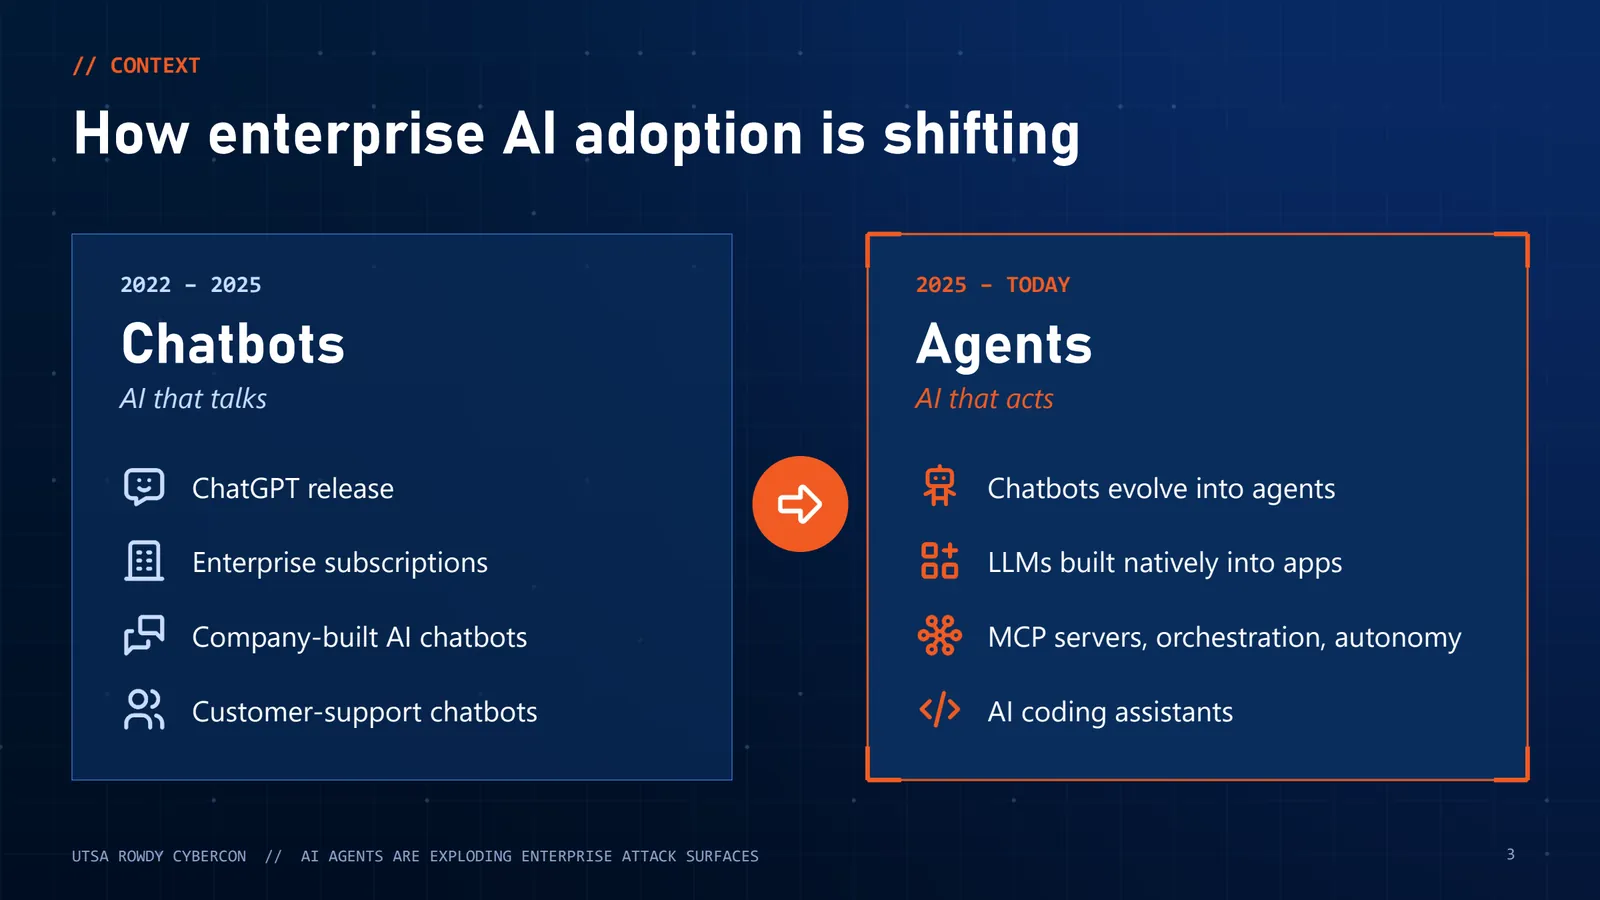 // CONTEXT
How enterprise AI adoption is shifting
2022 – 2025
Chatbots
AI that talks
ChatGPT release
Enterprise subscriptions
Company-built AI chatbots
Customer-support chatbots
2025 – TODAY
Agents
AI that acts
Chatbots evolve into agents
LLMs built natively into apps
MCP servers, orchestration, autonomy
AI coding assistants
UTSA ROWDY CYBERCON // AI AGENTS ARE EXPLODING ENTERPRISE ATTACK SURFACES
3